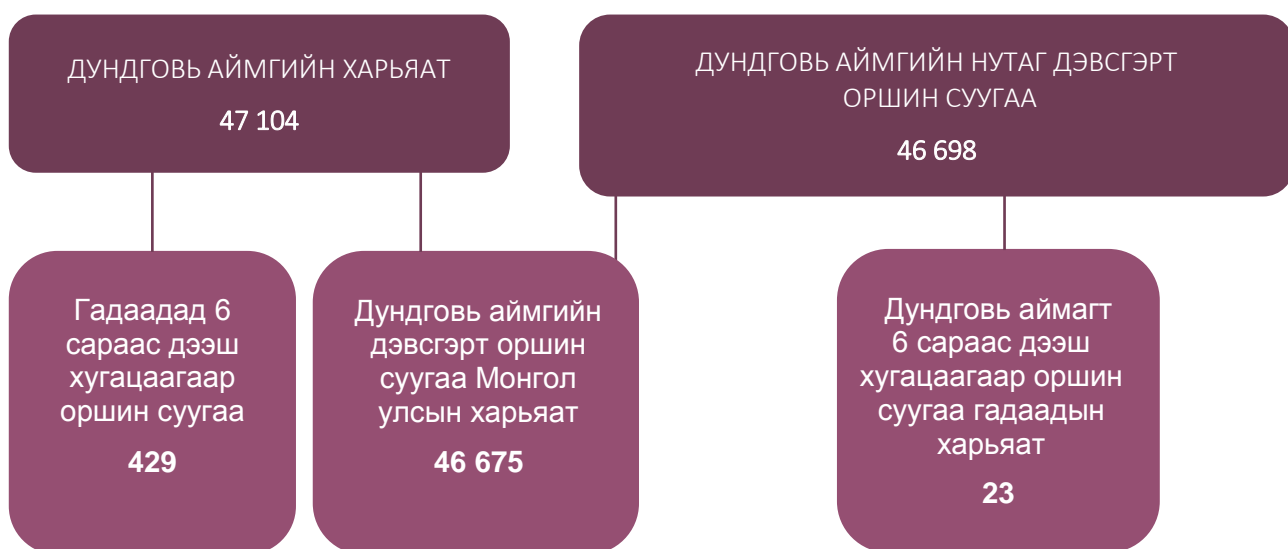 ДУНДГОВЬ АЙМГИЙН ХАРЬЯАТ
47 104
ДУНДГОВЬ АЙМГИЙН НУТАГ ДЭВСГЭРТ
ОРШИН СУУГАА
46 698
Гадаадад 6
сараас дээш
хугацаагаар
оршин суугаа
429
Дундговь аймгийн
дэвсгэрт оршин
суугаа Монгол
улсын харьяат
46 675
Дундговь аймагт
6 сараас дээш
хугацаагаар оршин
суугаа гадаадын
харьяат
23